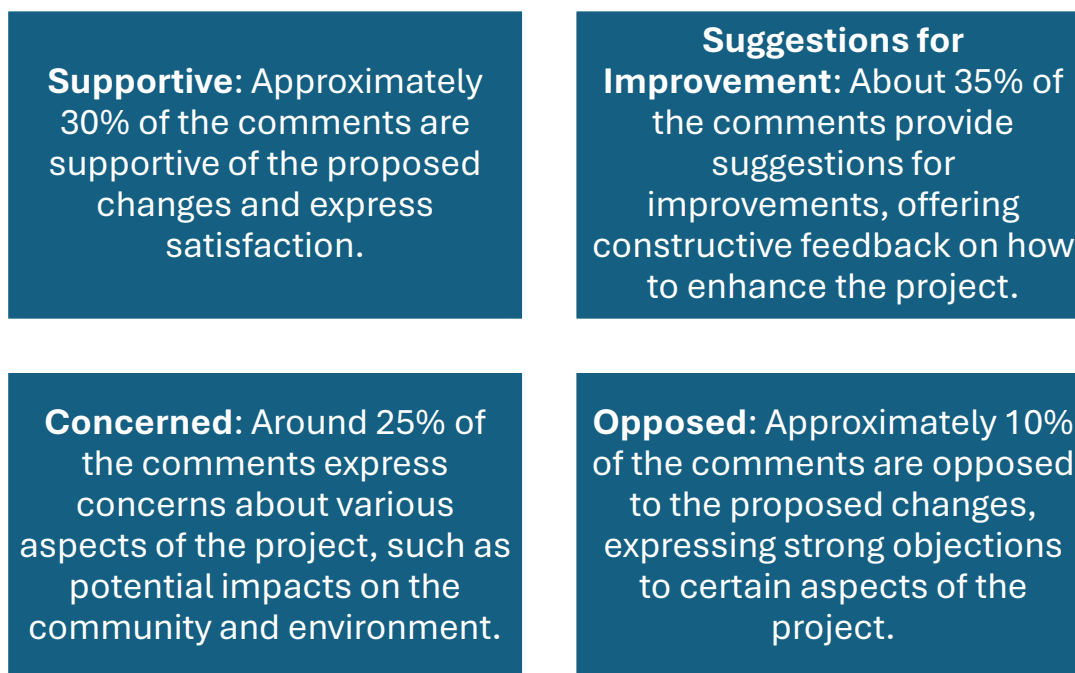 Supportive: Approximately
30% of the comments are
supportive of the proposed
changes and express
satisfaction.
Suggestions for
Improvement: About 35% of
the comments provide
suggestions for
improvements, offering
constructive feedback on how
to enhance the project.
Concerned: Around 25% of
the comments express
concerns about various
aspects of the project, such as
potential impacts on the
community and environment.
Opposed: Approximately 10%
of the comments are opposed
to the proposed changes,
expressing strong objections
to certain aspects of the
project.